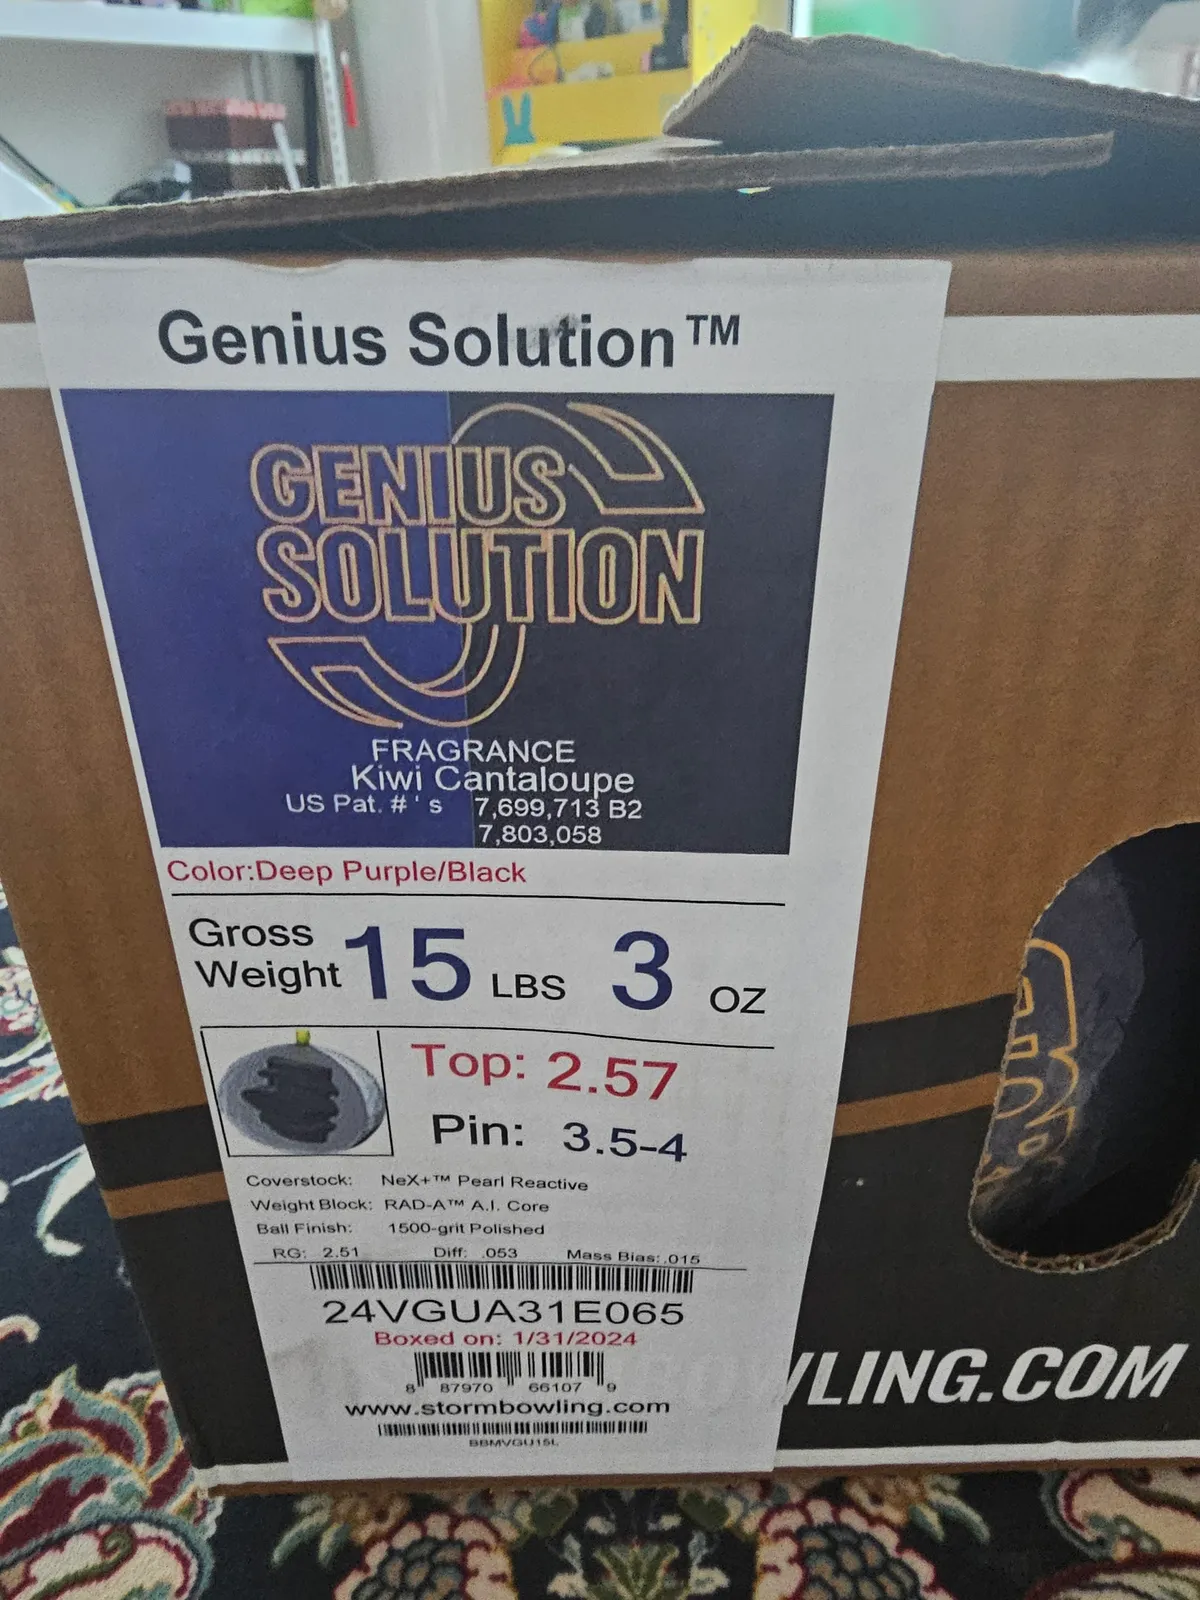 Genius Solution™
GENIUS
SOLUTION
FRAGRANCE
Kiwi Cantaloupe
US Pat. # ' s 7,699,713 B2
7,803,058
Color:Deep Purple/Black
Gross
Weight 15 LBS 3 OZ
Top: 2.57
Pin: 3.5-4
Coverstock: NeX+™ Pearl Reactive
Weight Block: RAD-A™ A.I. Core
Ball Finish: 1500-grit Polished
RG: 2.51 Diff: .053 Mass Bias: .015
24VGUA31E065
Boxed on: 1/31/2024
8 87970 66107 9
www.stormbowling.com
BBMVGU15L
WLING.COM